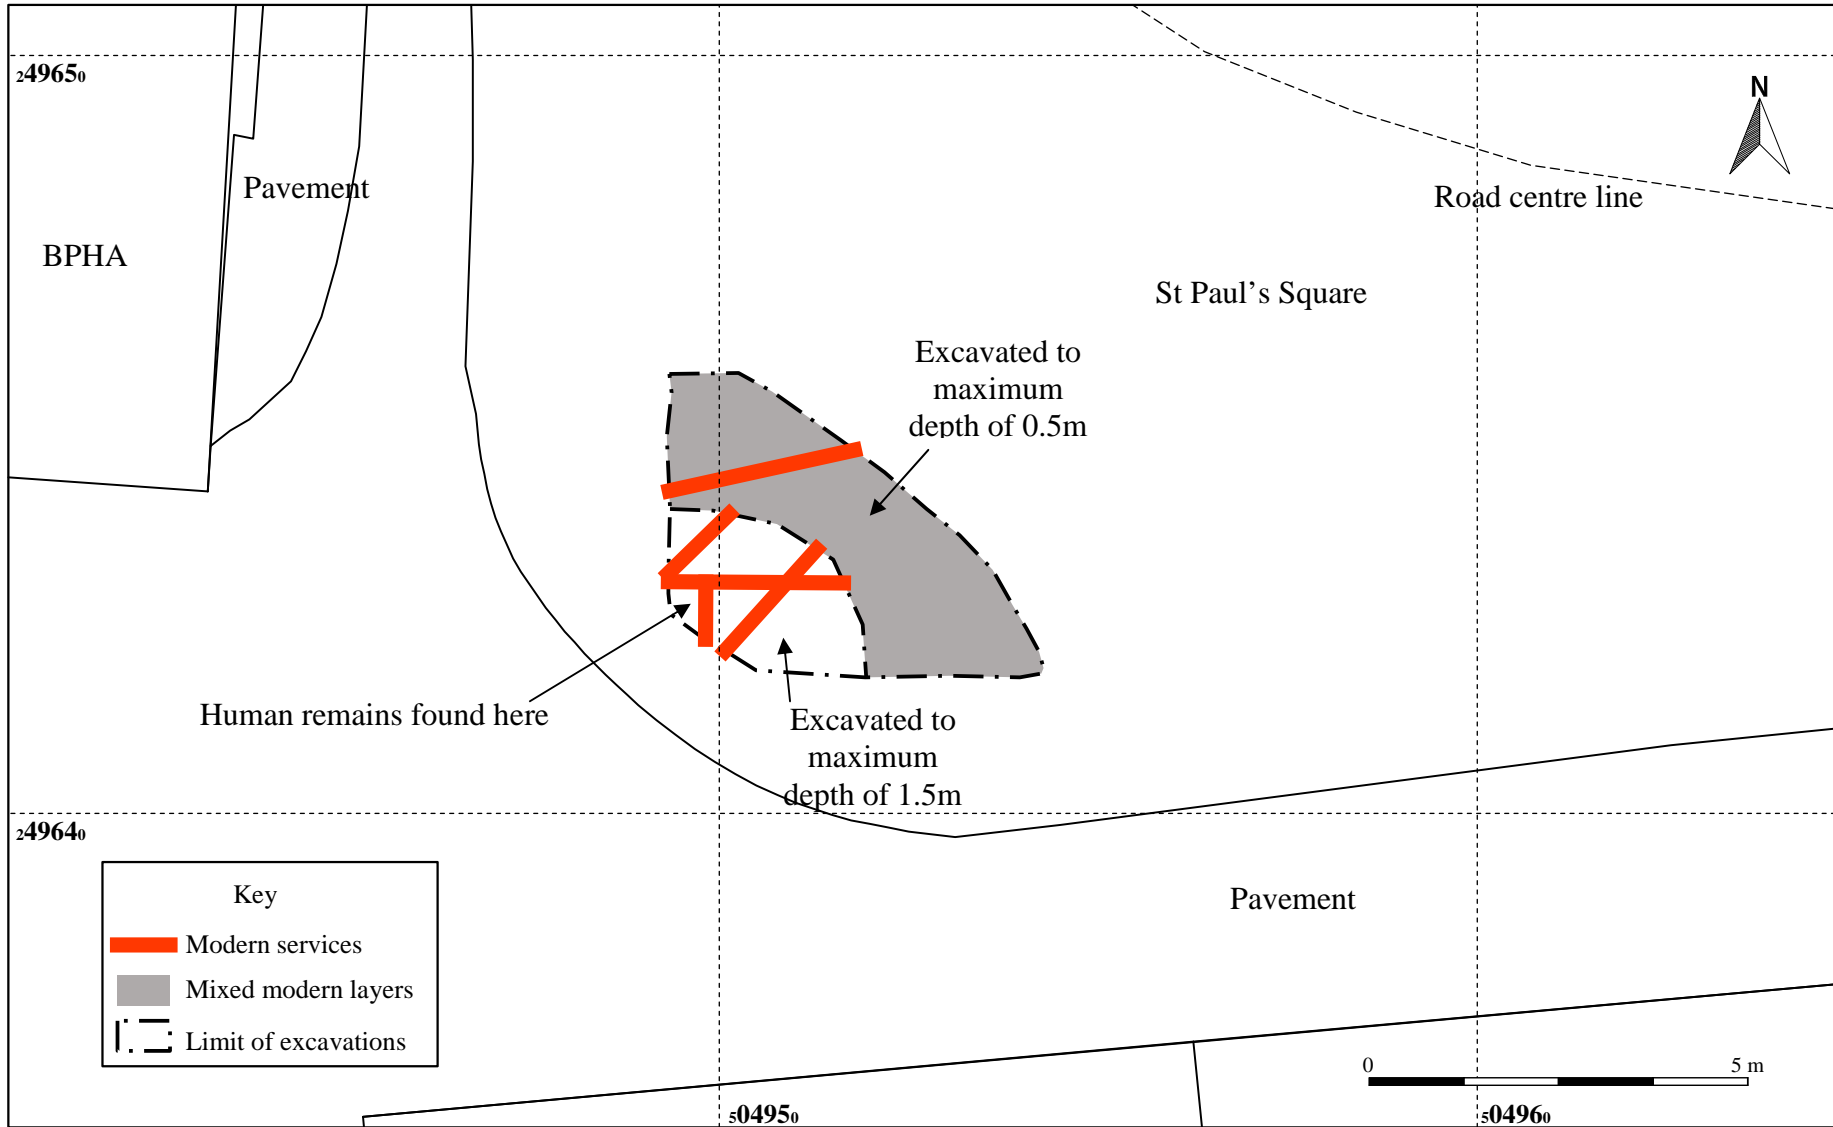 249650
N
Pavement
Road centre line
BPHA
St Paul’s Square
Excavated to
maximum
depth of 0.5m
Human remains found here
Excavated to
maximum
depth of 1.5m
249640
Key
Modern services
Mixed modern layers
Limit of excavations
Pavement
0 5 m
504950
504960